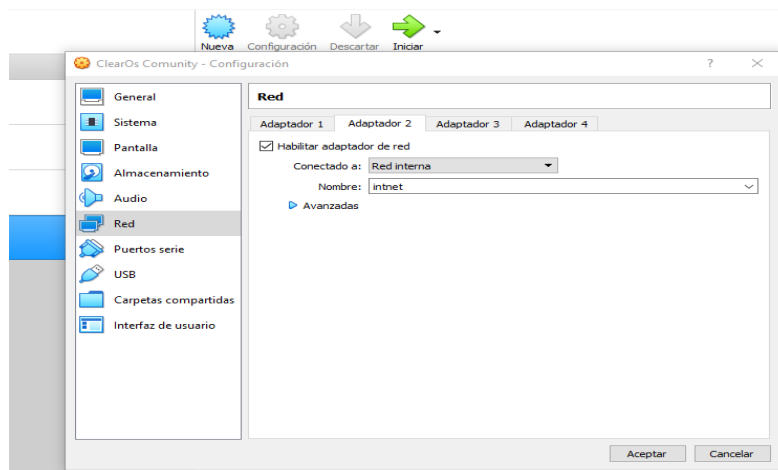 Nueva Configuración Descartar Iniciar
ClearOs Comunity - Configuración ?
General
Sistema
Pantalla
Almacenamiento
Audio
Red
Puertos serie
USB
Carpetas compartidas
Interfaz de usuario
Red
Adaptador 1 Adaptador 2 Adaptador 3 Adaptador 4
Habilitar adaptador de red
Conectado a: Red interna
Nombre: intnet
Avanzadas
Aceptar Cancelar